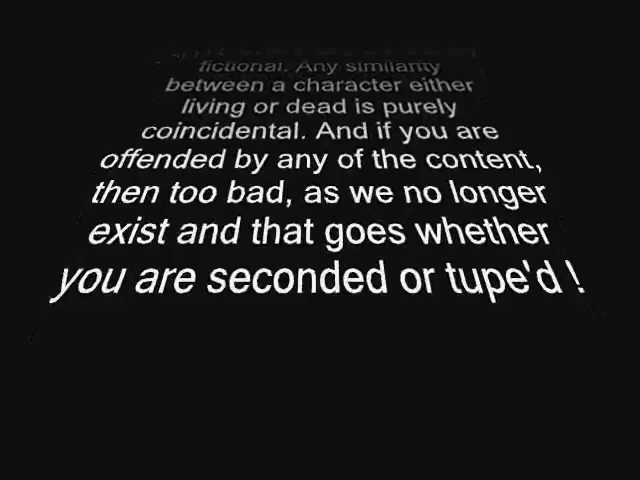 fictional. Any similarity
between a character either
living or dead is purely
coincidental. And if you are
offended by any of the content,
then too bad, as we no longer
exist and that goes whether
you are seconded or tupe'd !